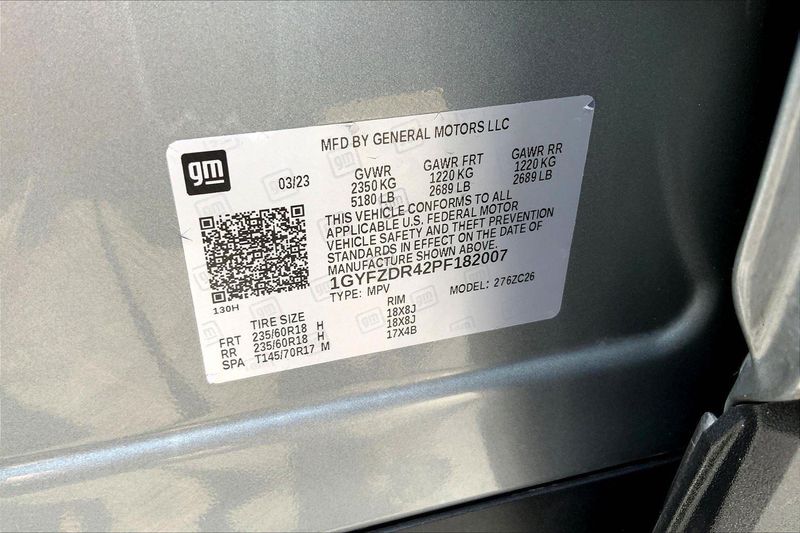 gm
MFD BY GENERAL MOTORS LLC
03/23
GVWR GAWR FRT GAWR RR
2350 KG 1220 KG 1220 KG
5180 LB 2689 LB 2689 LB
THIS VEHICLE CONFORMS TO ALL
APPLICABLE U.S. FEDERAL MOTOR
VEHICLE SAFETY AND THEFT PREVENTION
STANDARDS IN EFFECT ON THE DATE OF
MANUFACTURE SHOWN ABOVE.
1GYFZDR42PF182007
TYPE: MPV MODEL: 276ZC26
130H
TIRE SIZE RIM
FRT 235/60R18 H 18X8J
RR 235/60R18 H 18X8J
SPA T145/70R17 M 17X4B